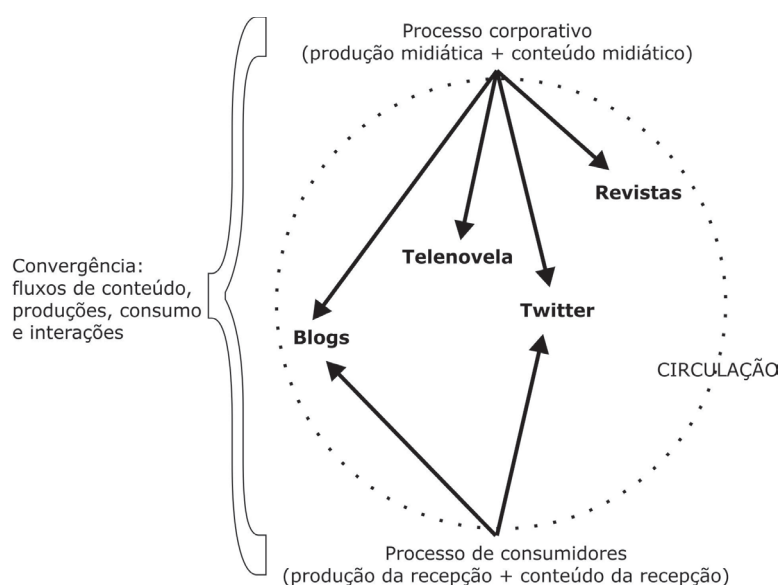 Processo corporativo
(produção midiática + conteúdo midiático)
Revistas
Telenovela
Convergência:
fluxos de conteúdo,
produções, consumo
e interações
Twitter
Blogs
CIRCULAÇÃO
Processo de consumidores
(produção da recepção + conteúdo da recepção)